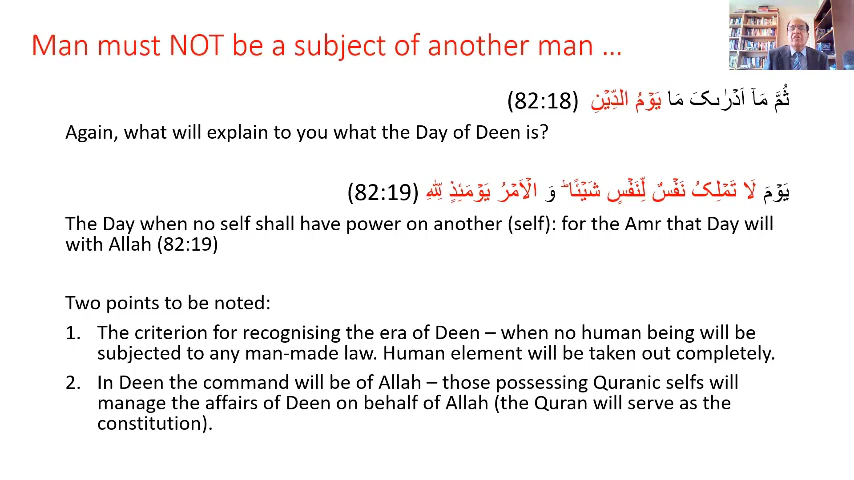 Man must NOT be a subject of another man …
ثُمَّ مَاۤ اَدۡرٰٮکَ مَا یَوۡمُ الدِّیۡنِ (82:18)
Again, what will explain to you what the Day of Deen is?
یَوۡمَ لَا تَمۡلِکُ نَفۡسٌ لِّنَفۡسٍ شَیۡئًا ؕ وَ الۡاَمۡرُ یَوۡمَئِذٍ لِّلّٰہِ (82:19)
The Day when no self shall have power on another (self): for the Amr that Day will
with Allah (82:19)
Two points to be noted:
1. The criterion for recognising the era of Deen – when no human being will be
subjected to any man-made law. Human element will be taken out completely.
2. In Deen the command will be of Allah – those possessing Quranic selfs will
manage the affairs of Deen on behalf of Allah (the Quran will serve as the
constitution).